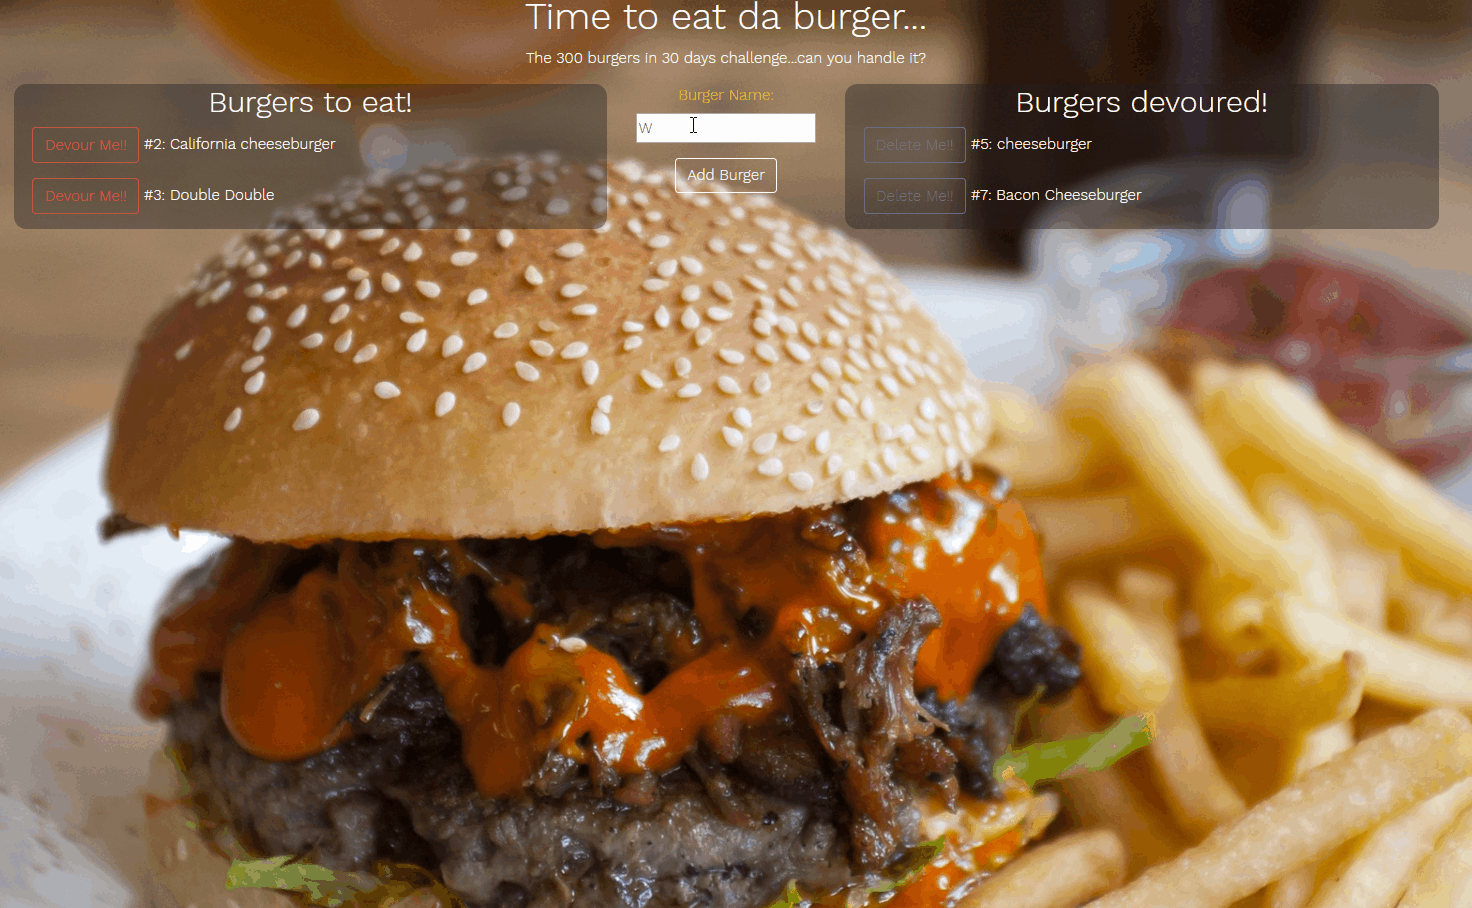 Time to eat da burger...
The 300 burgers in 30 days challenge...can you handle it?
Burgers to eat!
Devour Me!! #2: California cheeseburger
Devour Me!! #3: Double Double
Burger Name:
W
Add Burger
Burgers devoured!
Delete Me!! #5: cheeseburger
Delete Me!! #7: Bacon Cheeseburger